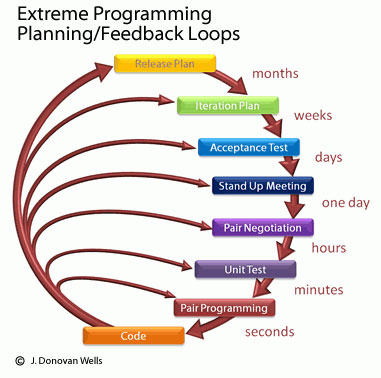 Extreme Programming
Planning/Feedback Loops
Release Plan
months
Iteration Plan
weeks
Acceptance Test
days
Stand Up Meeting
one day
Pair Negotiation
hours
Unit Test
minutes
Pair Programming
seconds
Code
© J. Donovan Wells